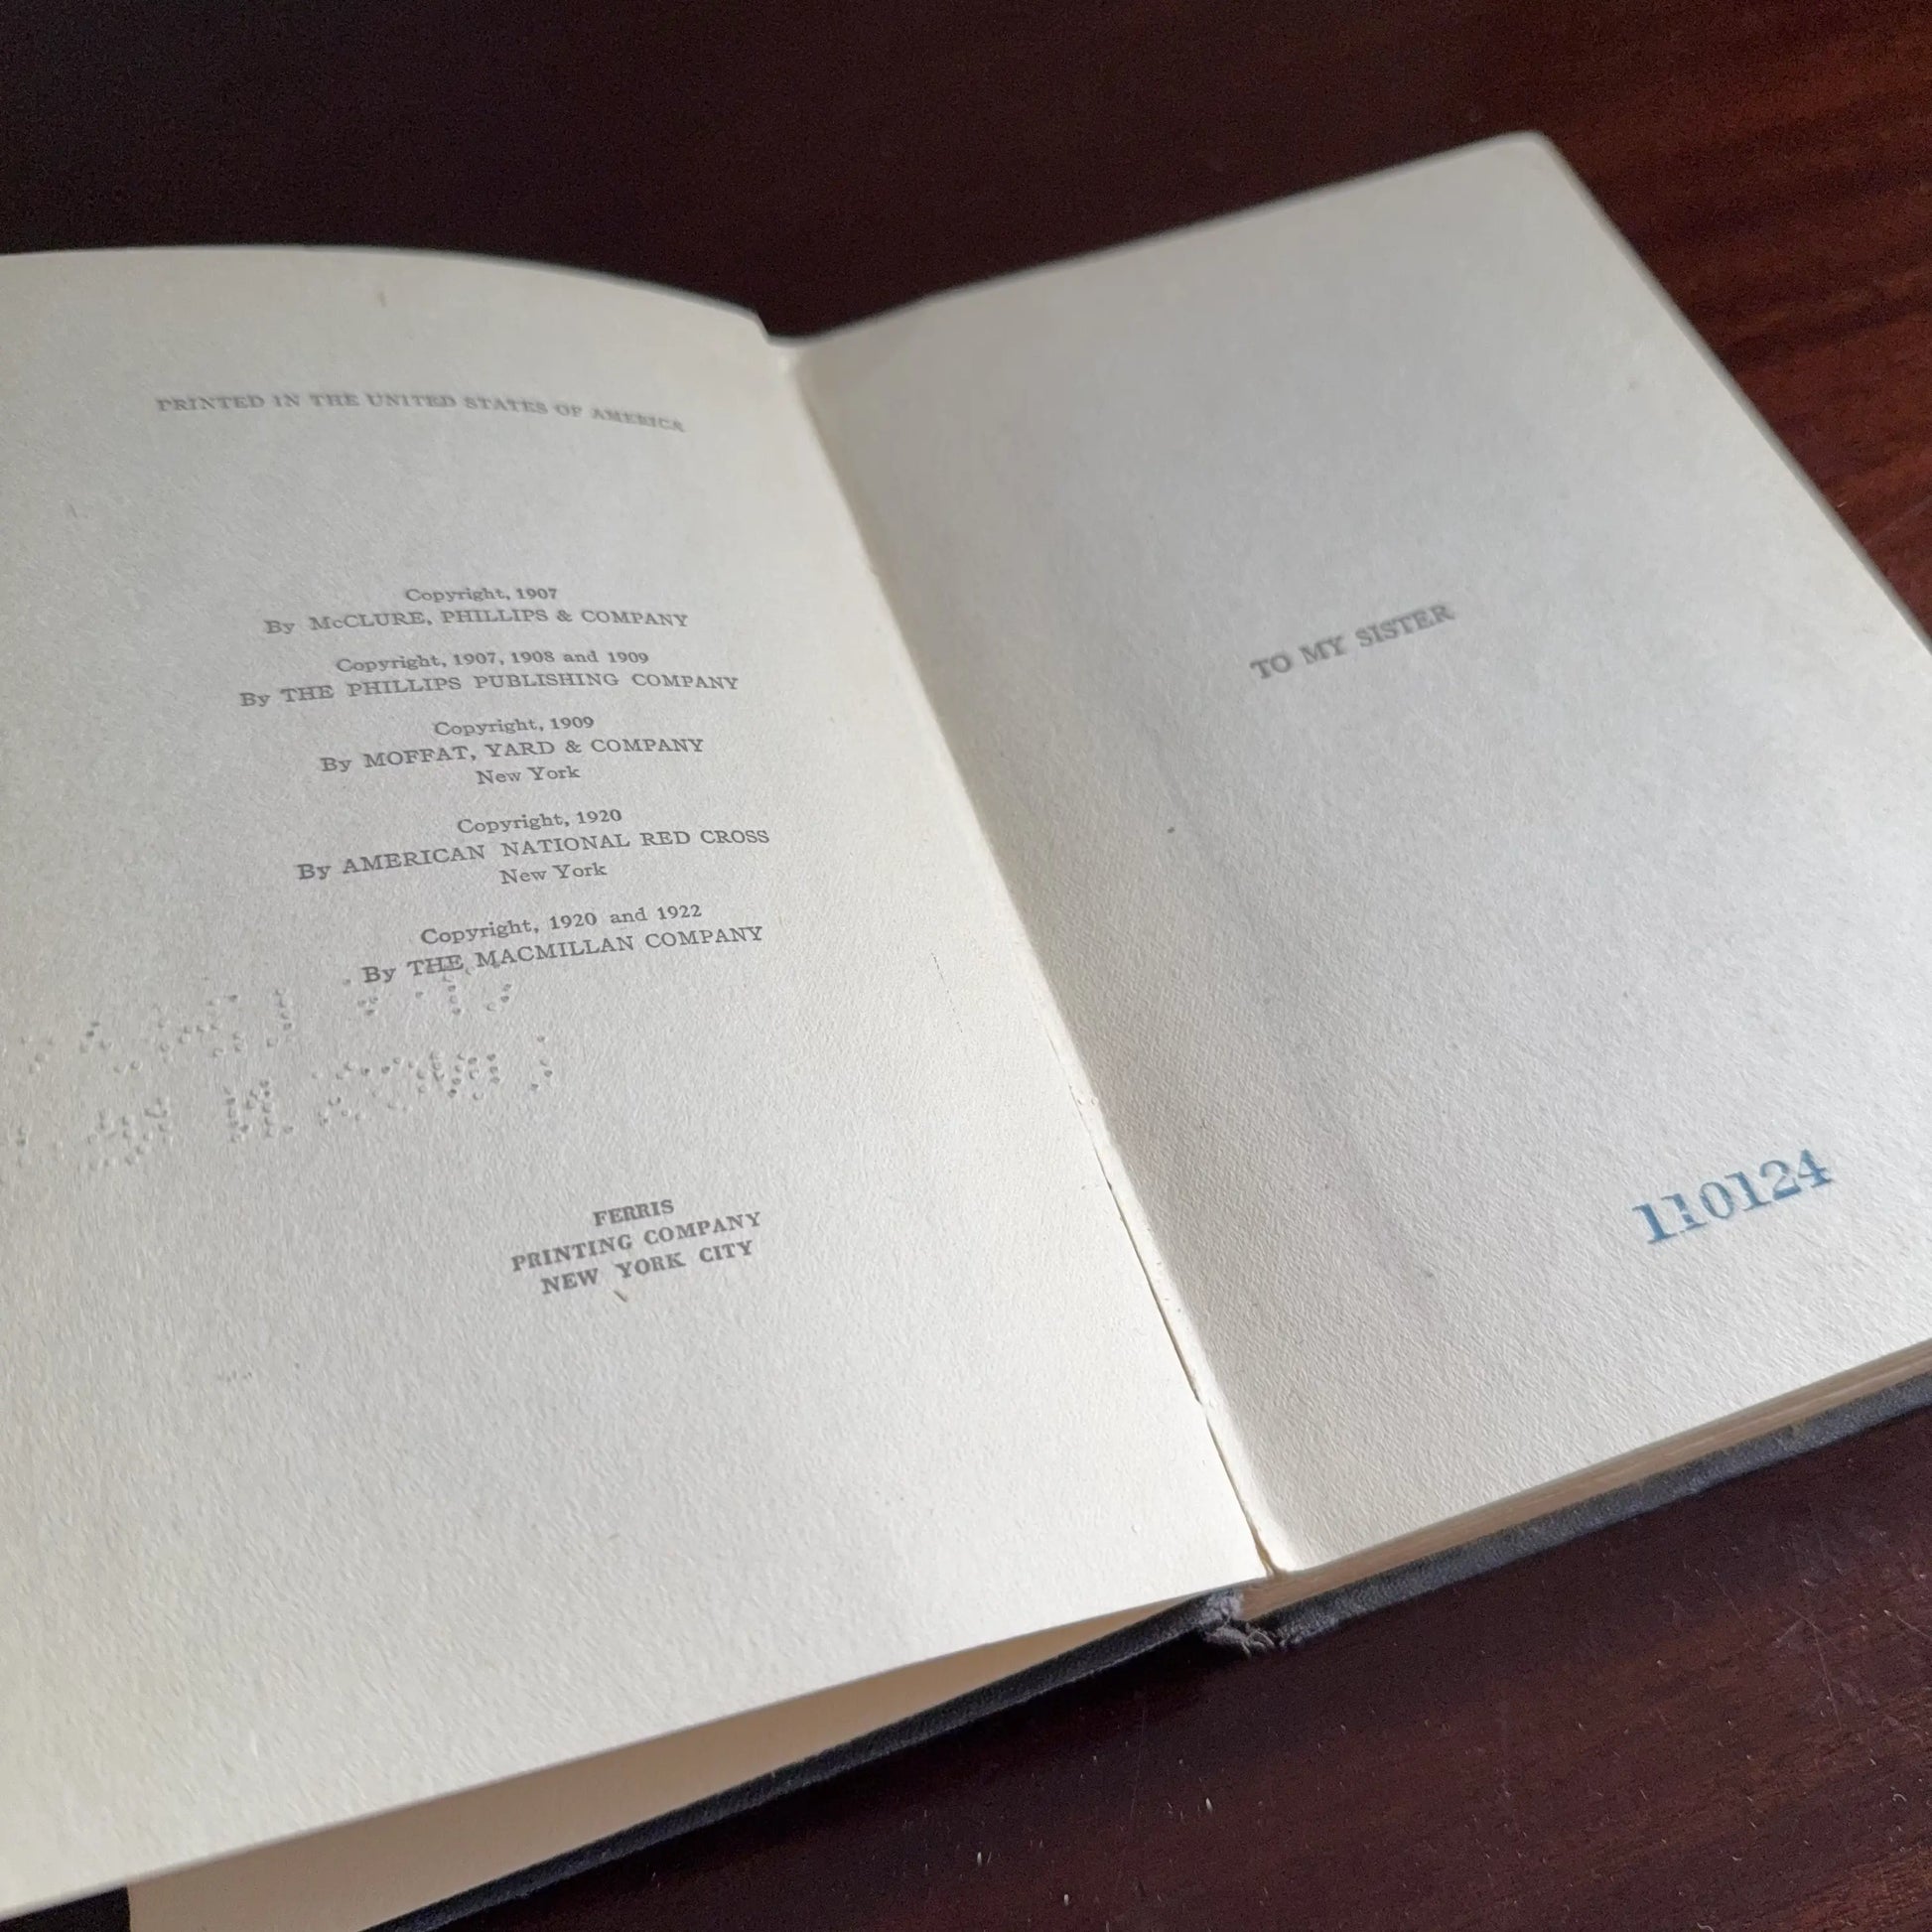 PRINTED IN THE UNITED STATES OF AMERICA
Copyright, 1907
By McCLURE, PHILLIPS & COMPANY
Copyright, 1907, 1908 and 1909
By THE PHILLIPS PUBLISHING COMPANY
Copyright, 1909
By MOFFAT, YARD & COMPANY
New York
Copyright, 1920
By AMERICAN NATIONAL RED CROSS
New York
Copyright, 1920 and 1922
By THE MACMILLAN COMPANY
FERRIS
PRINTING COMPANY
NEW YORK CITY
TO MY SISTER
110124